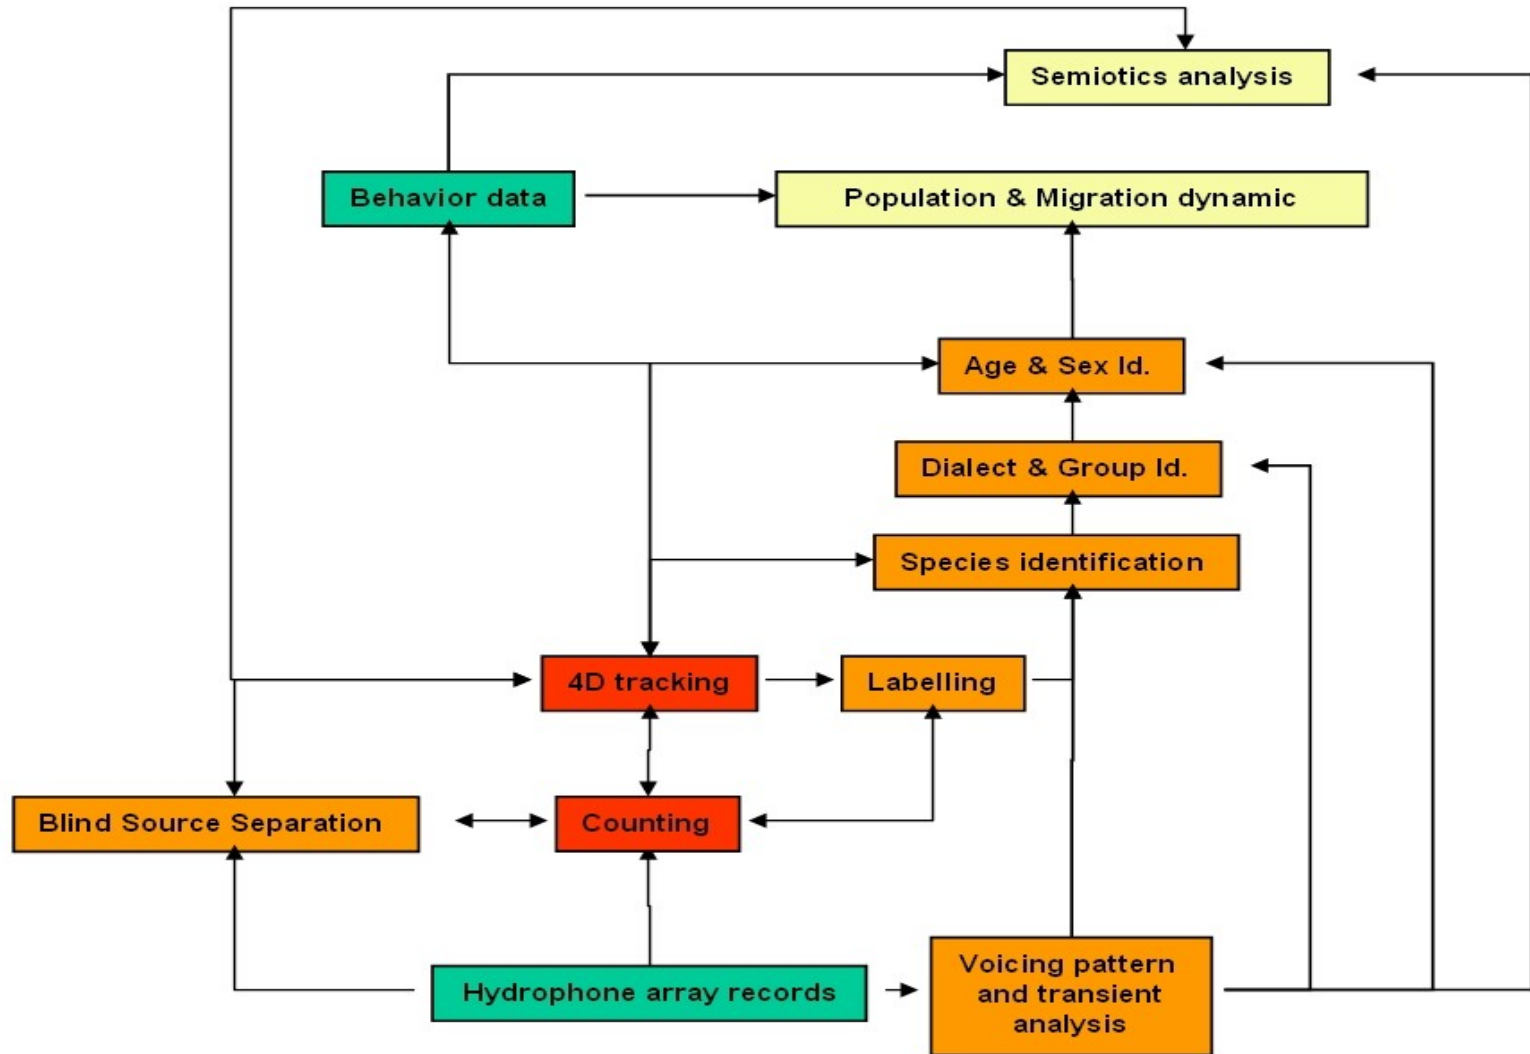 Semiotics analysis
Behavior data
Population & Migration dynamic
Age & Sex Id.
Dialect & Group Id.
Species identification
4D tracking
Labelling
Blind Source Separation
Counting
Hydrophone array records
Voicing pattern
and transient
analysis